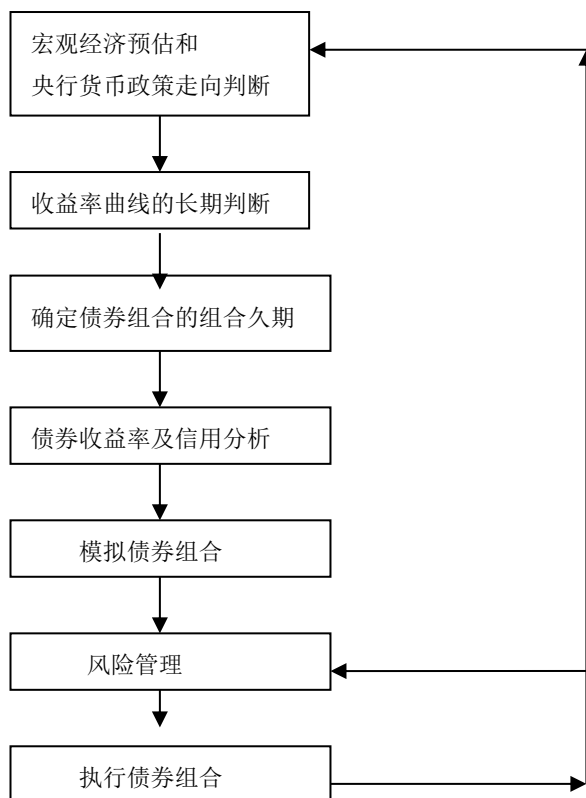 宏观经济预估和
央行货币政策走向判断
收益率曲线的长期判断
确定债券组合的组合久期
债券收益率及信用分析
模拟债券组合
风险管理
执行债券组合